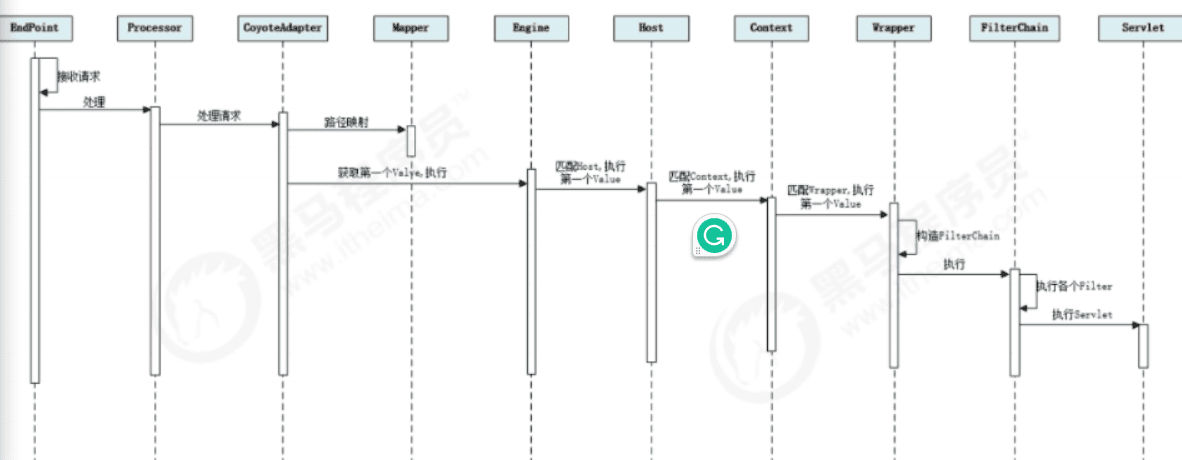 EndPoint
Processor
CoyoteAdapter
Mapper
Engine
Host
Context
Wrapper
FilterChain
Servlet
接收请求
处理
处理请求
路径映射
获取第一个Valve,执行
匹配Host,执行
第一个Value
匹配Context,执行
第一个Value
匹配Wrapper,执行
第一个Value
构造FilterChain
执行
执行各个Filter
执行Servlet
黑马程序员™
www.itheima.com
黑马程序员™
www.itheima.com